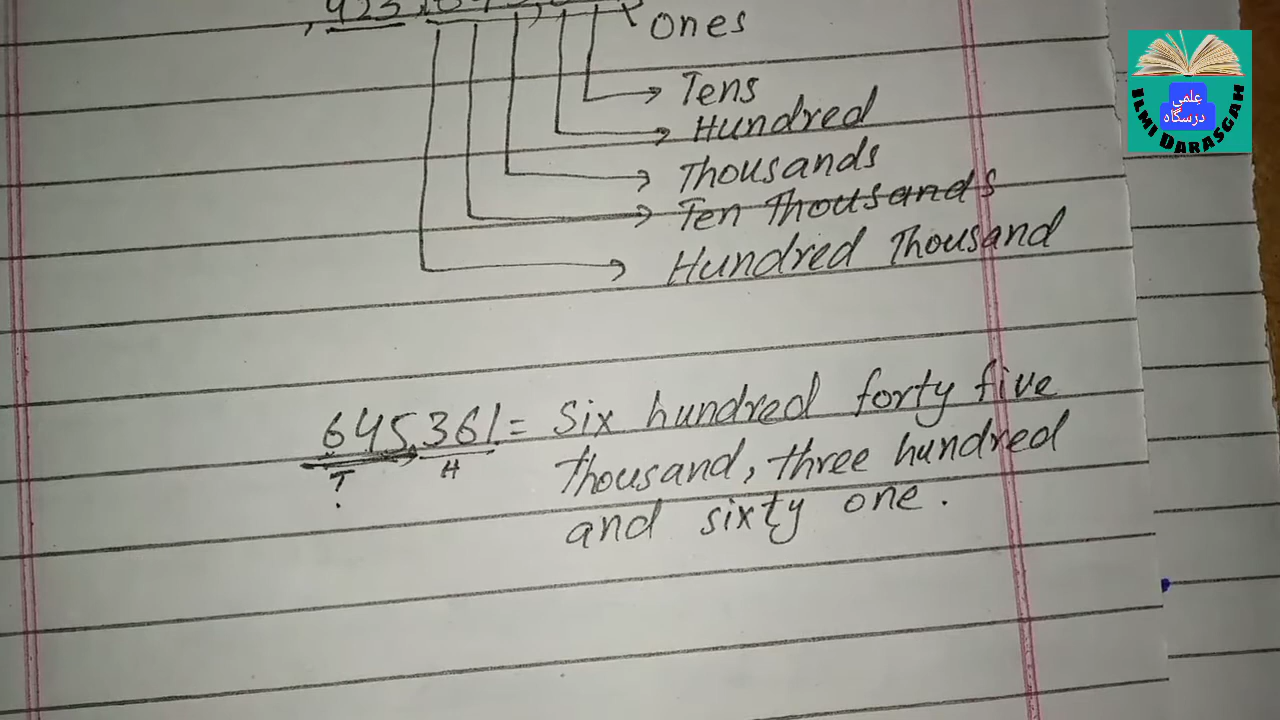 Ones
Tens
Hundred
Thousands
Ten Thousands
Hundred Thousand
645,361 = Six hundred forty five
T H
thousand, three hundred
and sixty one.
علمی
درسگاہ
ILMI DARASGAH